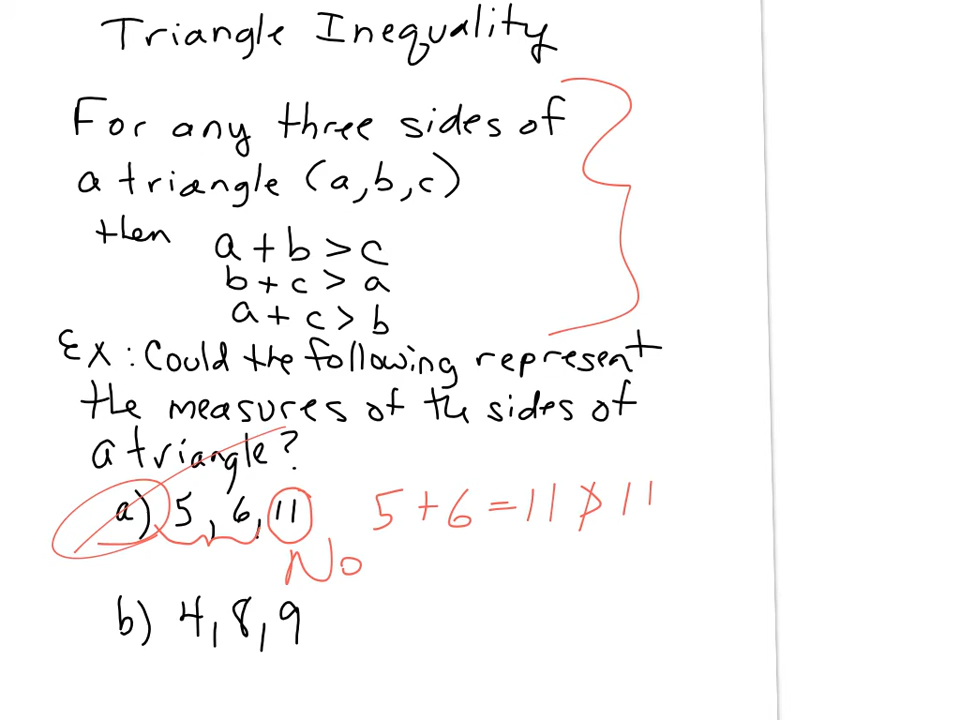 Triangle Inequality
For any three sides of
a triangle (a,b,c)
then a + b > c
b + c > a
a + c > b
Ex: Could the following represent
the measures of the sides of
a triangle?
a) 5, 6, 11 5 + 6 = 11 ≯ 11
No
b) 4, 8, 9